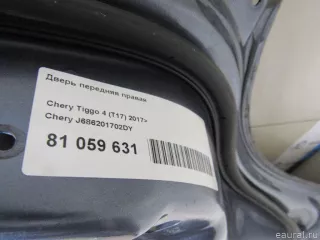 Дверь передняя правая
Chery Tiggo 4 (T17) 2017>
Chery J686201702DY
81 059 631
© eaural.ru